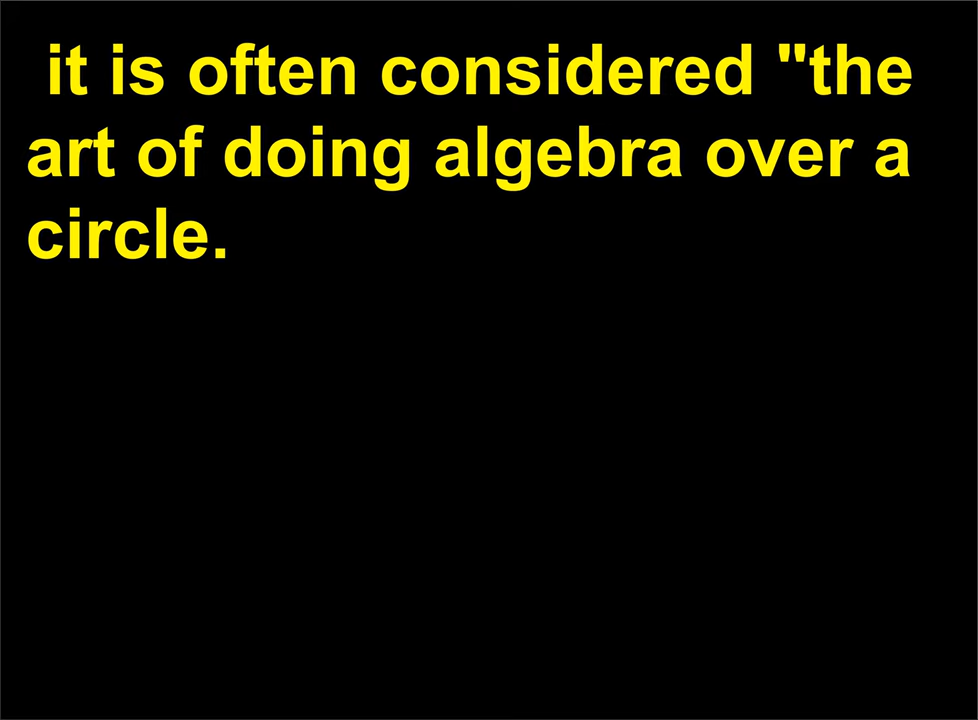 it is often considered "the
art of doing algebra over a
circle.